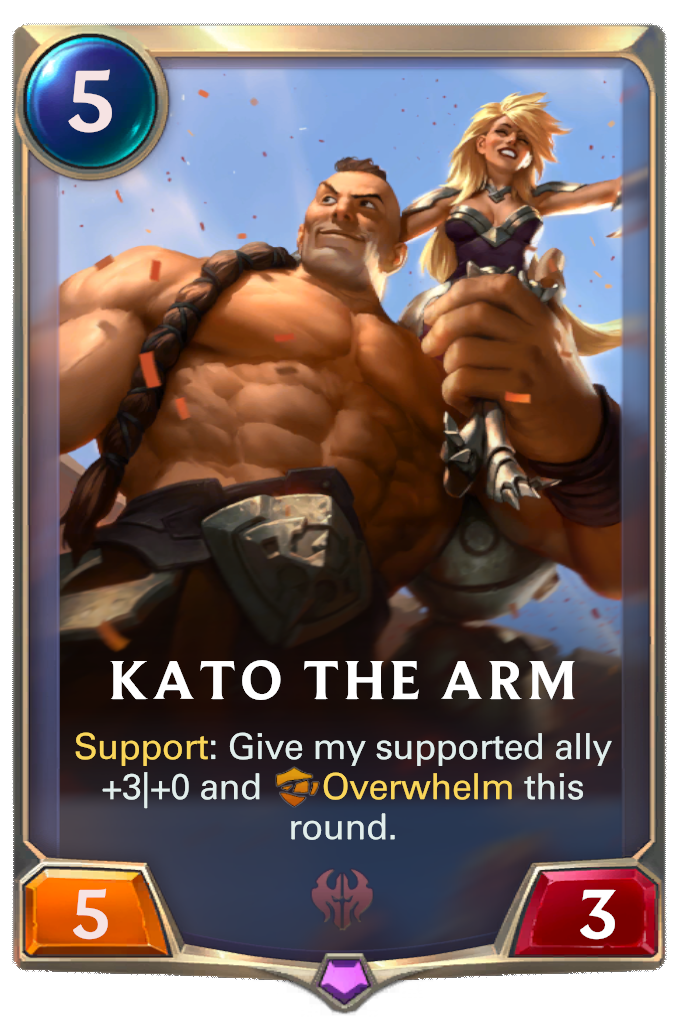 5
KATO THE ARM
Support: Give my supported ally
+3|+0 and Overwhelm this
round.
5
3